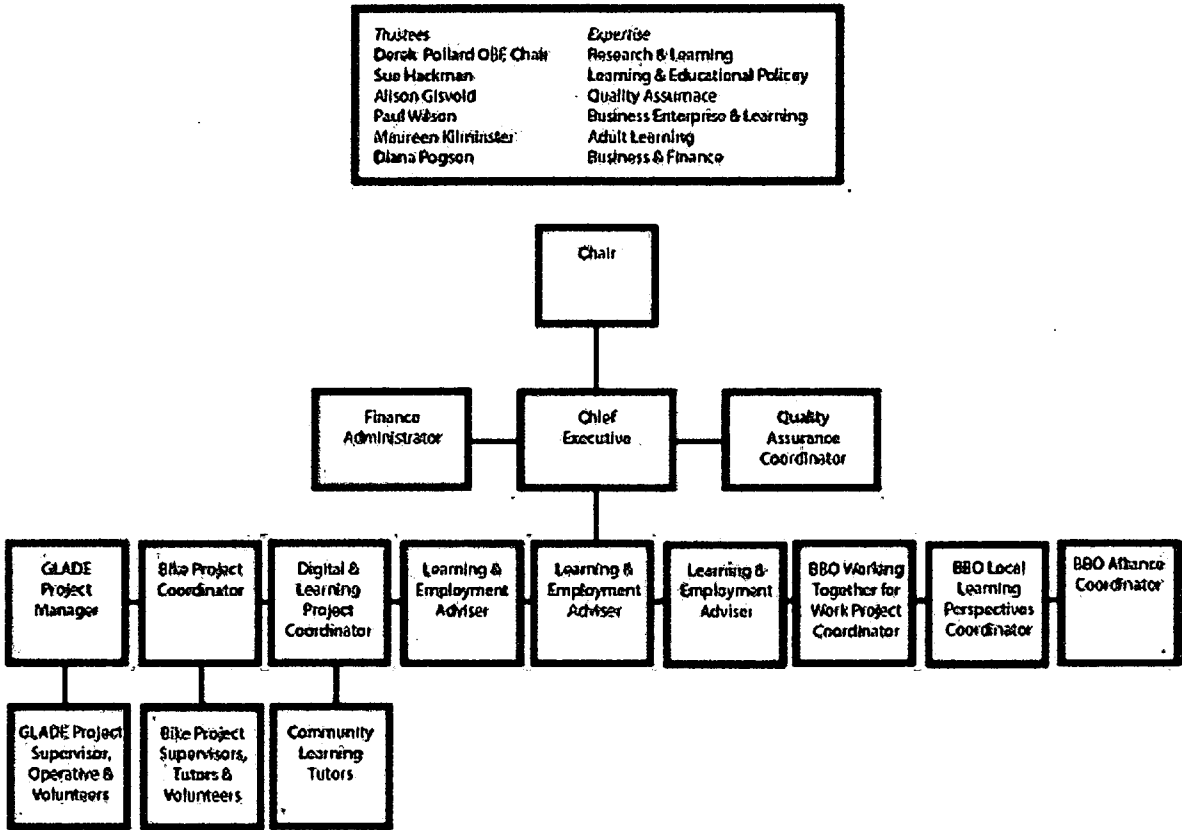 Trustees Expertise
Derek Pollard OBE Chair Research & Learning
Sue Hackman Learning & Educational Policey
Alison Gisvold Quality Assurnace
Paul Wilson Business Enterprise & Learning
Maureen Kilminster Adult Learning
Diana Pogson Business & Finance
Chair
Finance
Administrator
Chief
Executive
Quality
Assurance
Coordinator
GLADE
Project
Manager
Bike Project
Coordinator
Digital &
Learning
Project
Coordinator
Learning &
Employment
Adviser
Learning &
Employment
Adviser
Learning &
Employment
Adviser
BBO Working
Together for
Work Project
Coordinator
BBO Local
Learning
Perspectives
Coordinator
BBO
Coordinator
GLADE Project
Supervisor,
Operative &
Volunteers
Bike Project
Supervisors,
Tutors &
Volunteers
Community
Learning
Tutors